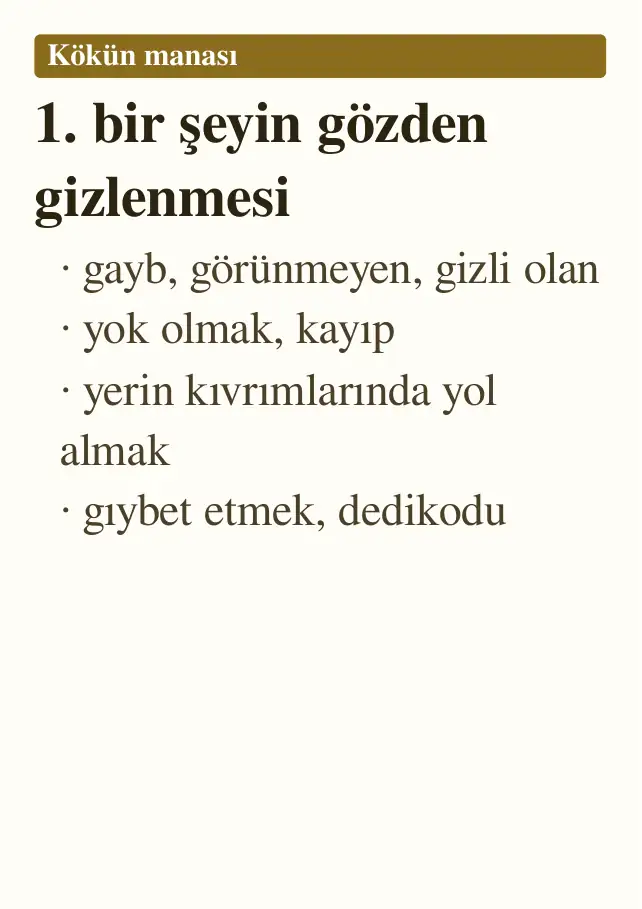 Kökün manası
1. bir şeyin gözden
gizlenmesi
· gayb, görünmeyen, gizli olan
· yok olmak, kayıp
· yerin kıvrımlarında yol
almak
· gıybet etmek, dedikodu